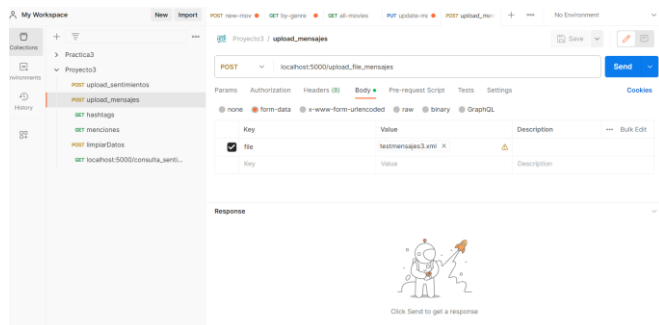 My Workspace New Import POST new-mov GET by-genre GET all-movies PUT update-m POST upload_me No Environment
Collections
Environments
History
Practica3
Proyecto3
POST upload_sentimientos
POST upload_mensajes
GET hashtags
GET menciones
POST limpiarDatos
GET localhost:5000/consulta_senti...
Proyecto3 / upload_mensajes Save
POST localhost:5000/upload_file_mensajes Send
Params Authorization Headers (8) Body Pre-request Script Tests Settings Cookies
none form-data x-www-form-urlencoded raw binary GraphQL
Key Value Description Bulk Edit
file testmensajes3.xml
Key Value Description
Response
Click Send to get a response